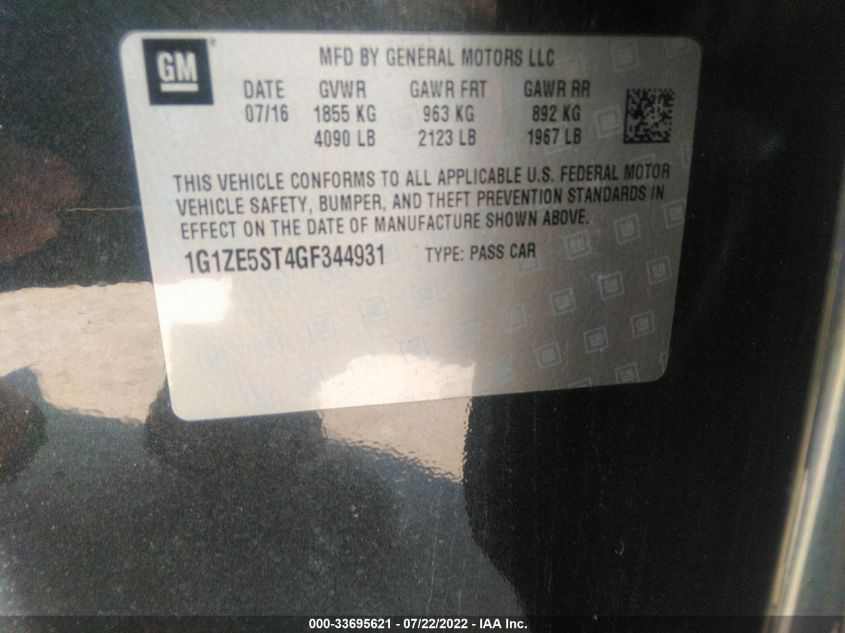 GM
MFD BY GENERAL MOTORS LLC
DATE GVWR GAWR FRT GAWR RR
07/16 1855 KG 963 KG 892 KG
4090 LB 2123 LB 1967 LB
THIS VEHICLE CONFORMS TO ALL APPLICABLE U.S. FEDERAL MOTOR
VEHICLE SAFETY, BUMPER, AND THEFT PREVENTION STANDARDS IN
EFFECT ON THE DATE OF MANUFACTURE SHOWN ABOVE.
1G1ZE5ST4GF344931 TYPE: PASS CAR
000-33695621 / 07/22/2022 - IAA Inc.